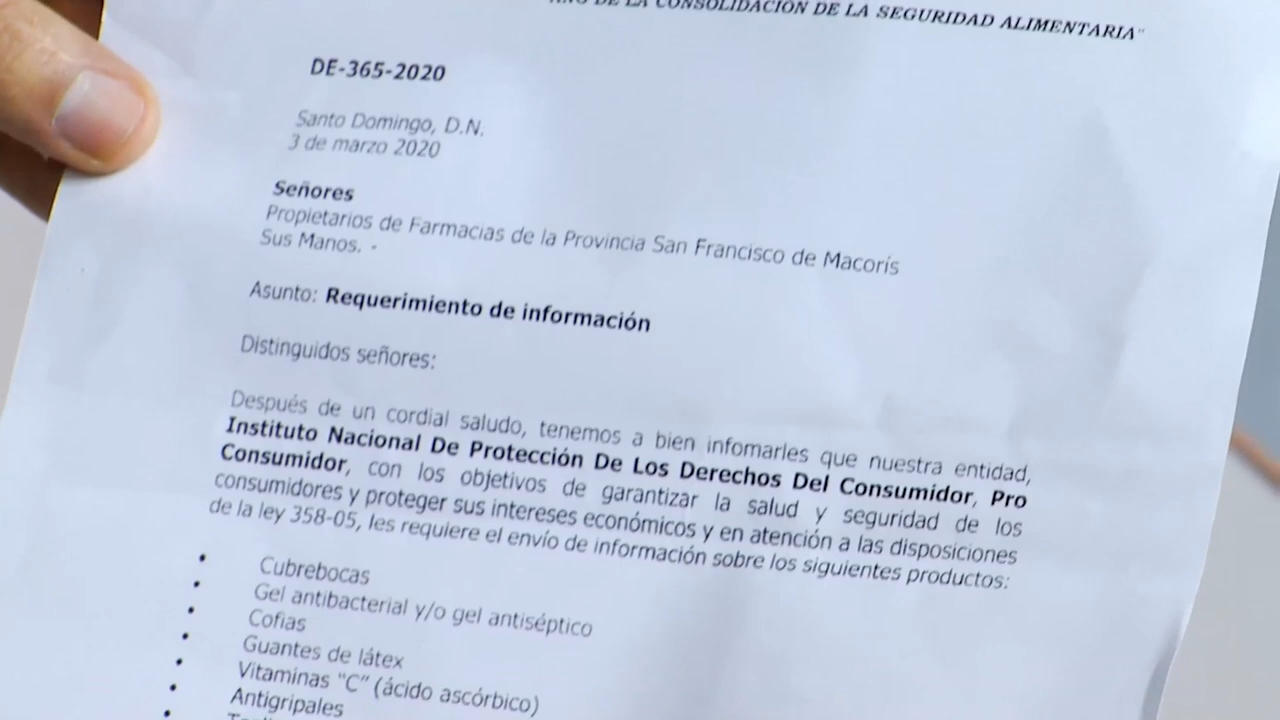 DE LA CONSOLIDACIÓN DE LA SEGURIDAD ALIMENTARIA"
DE-365-2020
Santo Domingo, D.N.
3 de marzo 2020
Señores
Propietarios de Farmacias de la Provincia San Francisco de Macorís
Sus Manos. -
Asunto: Requerimiento de información
Distinguidos señores:
Después de un cordial saludo, tenemos a bien infomarles que nuestra entidad,
Instituto Nacional De Protección De Los Derechos Del Consumidor, Pro
Consumidor, con los objetivos de garantizar la salud y seguridad de los
consumidores y proteger sus intereses económicos y en atención a las disposiciones
de la ley 358-05, les requiere el envío de información sobre los siguientes productos:
• Cubrebocas
• Gel antibacterial y/o gel antiséptico
• Cofias
• Guantes de látex
• Vitaminas "C" (ácido ascórbico)
• Antigripales